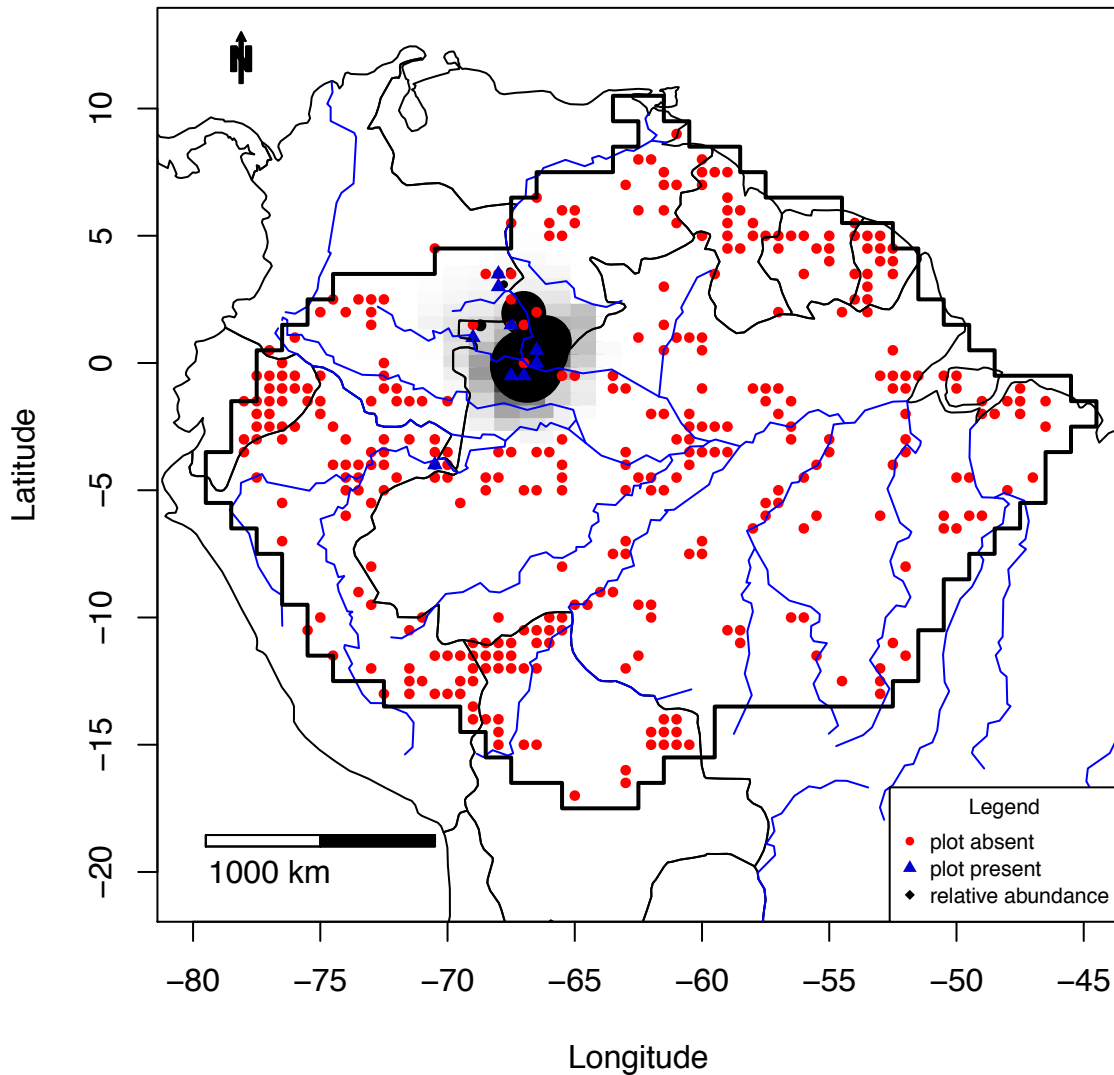 N
10
5
0
−5
−10
−15
−20
Latitude
1000 km
Legend
plot absent
plot present
relative abundance
−80 −75 −70 −65 −60 −55 −50 −45
Longitude